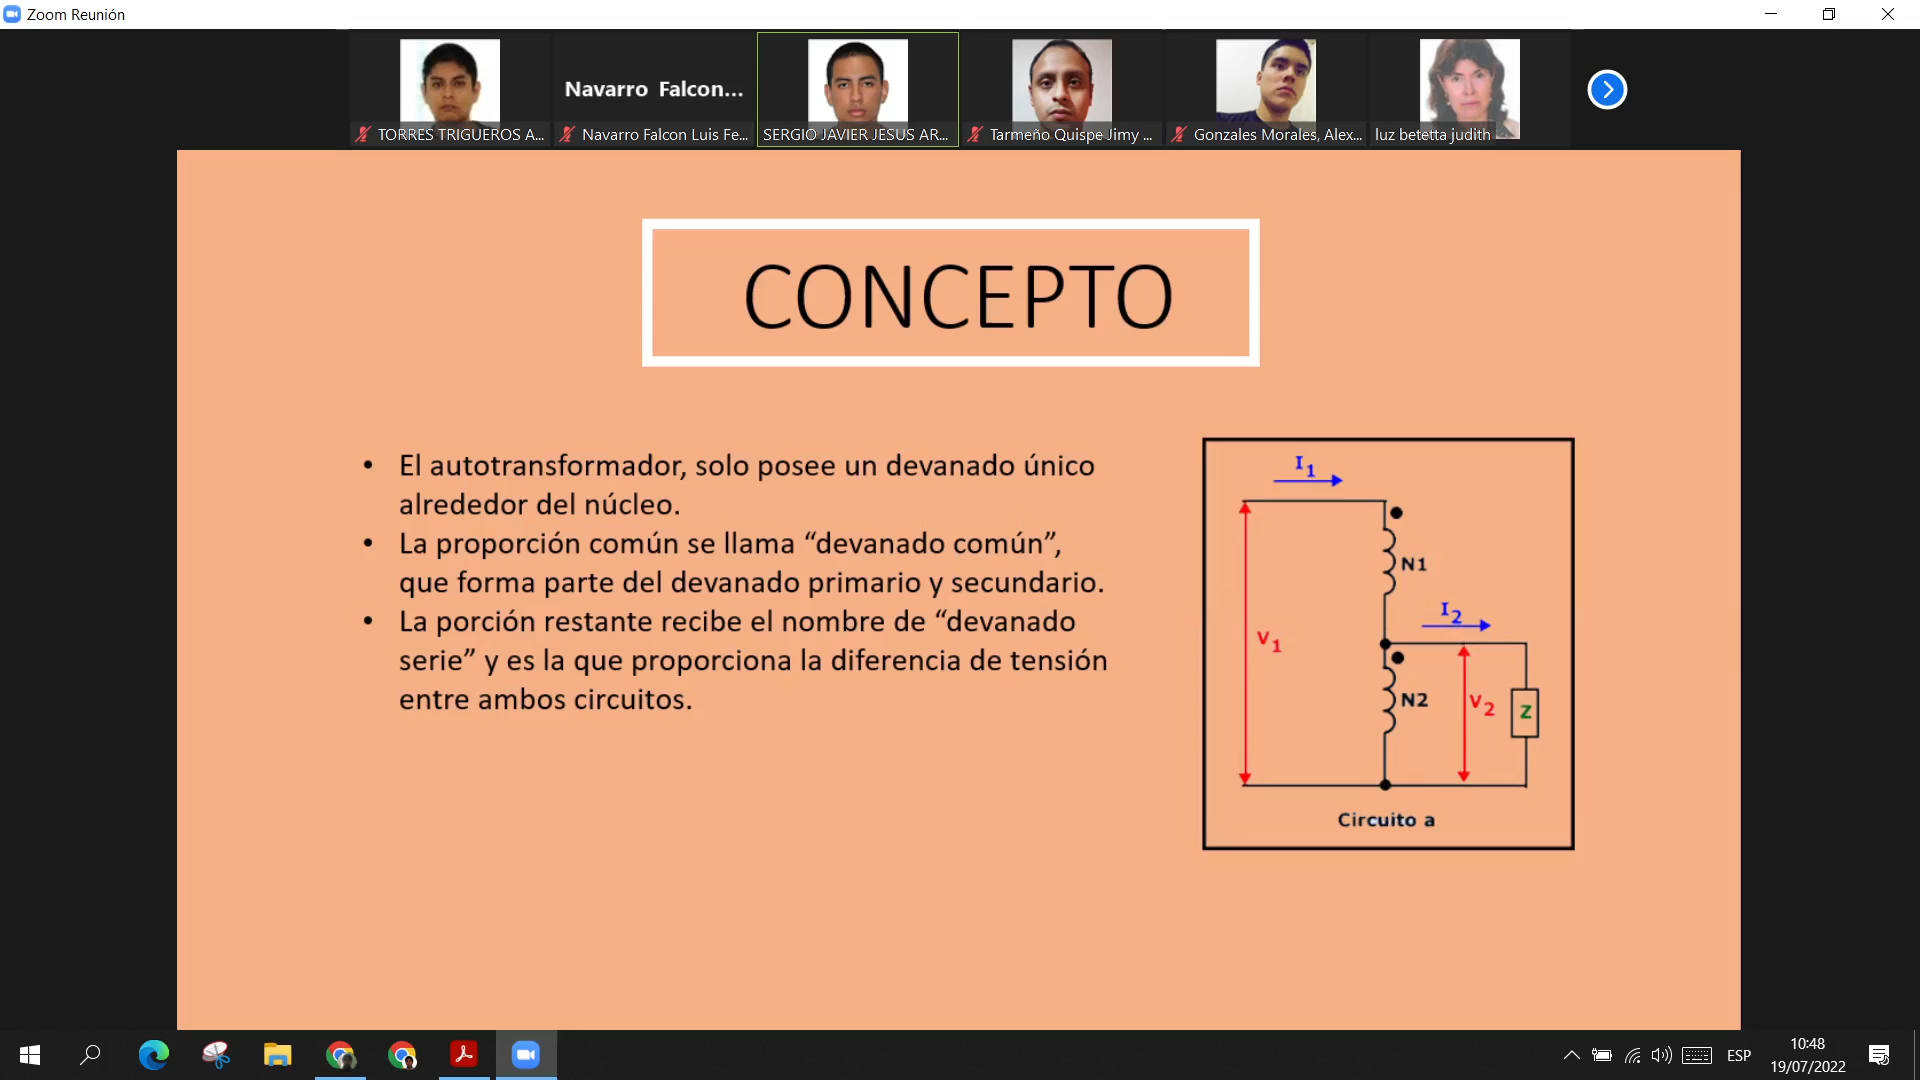 Zoom Reunión
Navarro Falcon...
TORRES TRIGUEROS A...
Navarro Falcon Luis Fe...
SERGIO JAVIER JESUS AR...
Tarmeño Quispe Jimy ...
Gonzales Morales, Alex...
luz betetta judith
CONCEPTO
• El autotransformador, solo posee un devanado único
alrededor del núcleo.
• La proporción común se llama “devanado común”,
que forma parte del devanado primario y secundario.
• La porción restante recibe el nombre de “devanado
serie” y es la que proporciona la diferencia de tensión
entre ambos circuitos.
I1
N1
I2
V1
N2
V2
Z
Circuito a
ESP
10:48
19/07/2022